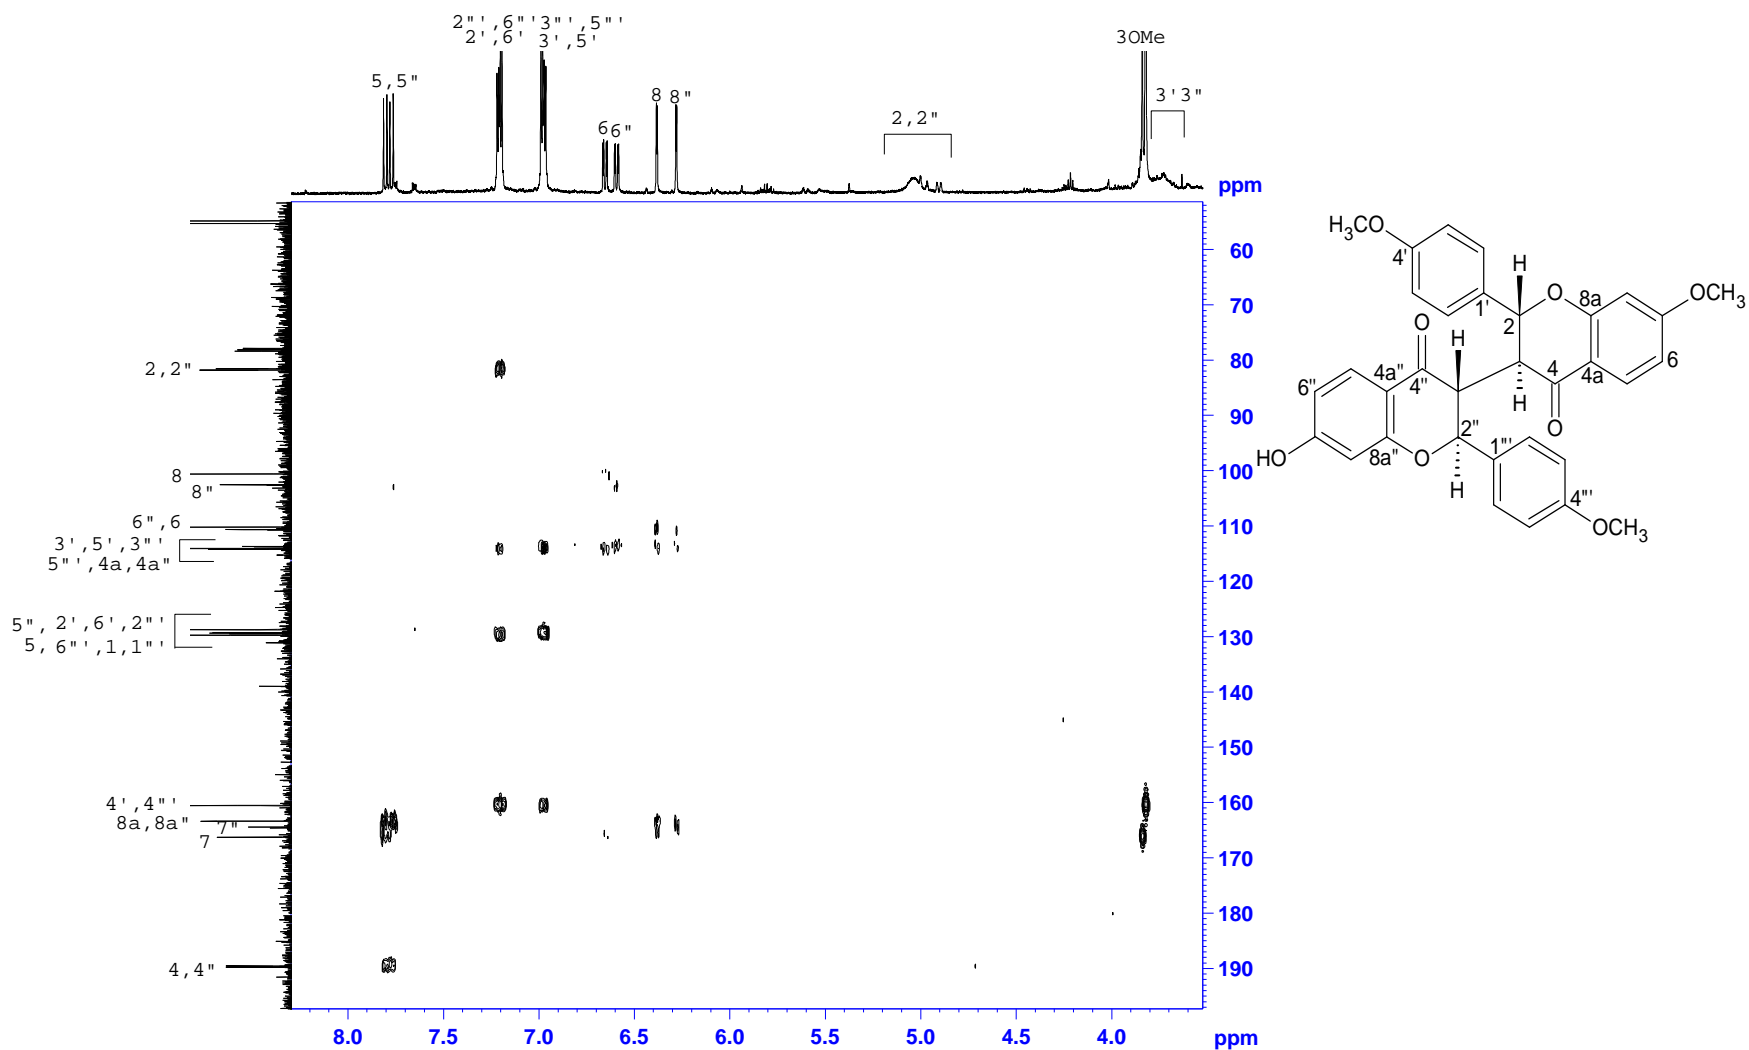 2"',6"'3"',5"'
2',6' 3',5'
3OMe
5,5"
8 8"
3'3"
2,2"
6 6"
ppm
60
70
80
90
100
110
120
130
140
150
160
170
180
190
2,2"
8
8"
6",6
3',5',3"'
5"',4a,4a"
5", 2',6',2"'
5, 6"',1,1"'
4',4"'
8a,8a"
7"
7
4,4"
8.0 7.5 7.0 6.5 6.0 5.5 5.0 4.5 4.0 ppm
H3CO
4'
H
1'
2
O
8a
OCH3
O
H
6
4"
4a"
4
4a
6"
H
O
2"
HO
8a"
O
1"'
H
4"'
OCH3